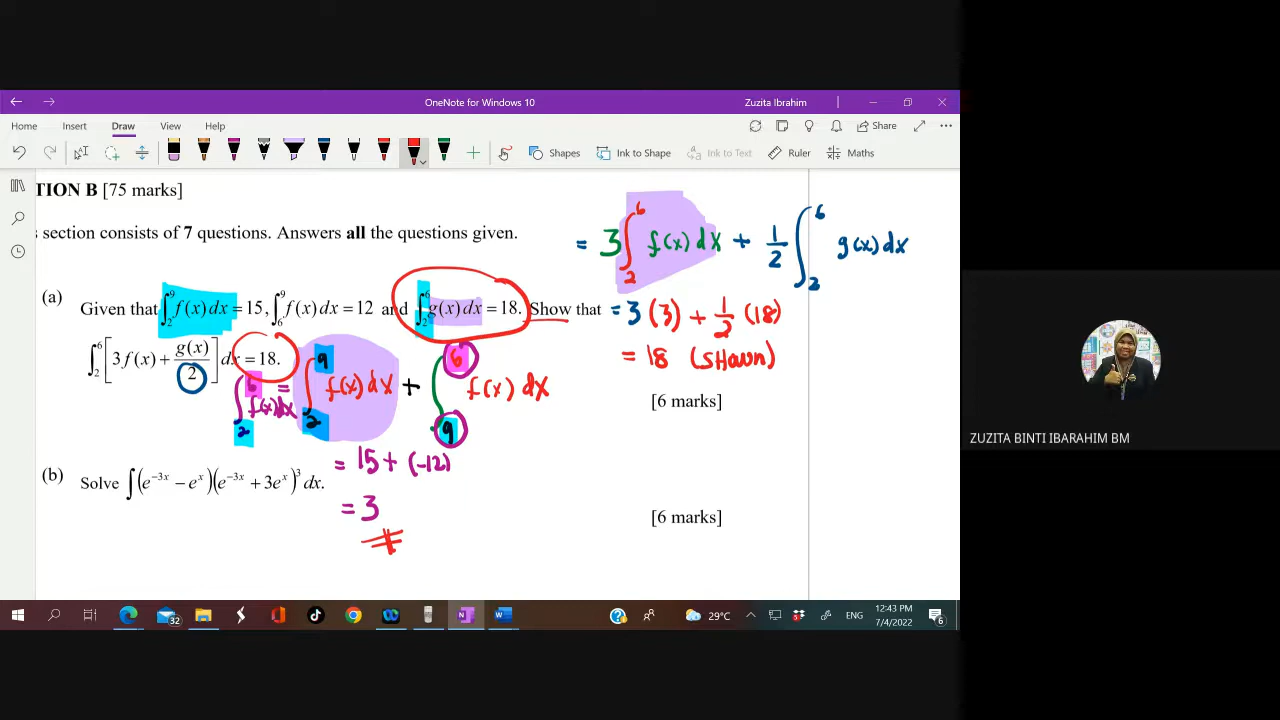 OneNote for Windows 10
Zuzita Ibrahim
Home Insert Draw View Help
Share
Shapes Ink to Shape Ink to Text Ruler Maths
TION B [75 marks]
section consists of 7 questions. Answers all the questions given.
= 3 ∫₂⁶ f(x) dx + 1/2 ∫₂⁶ g(x) dx
(a) Given that ∫₂⁹ f(x) dx = 15, ∫₆⁹ f(x) dx = 12 and ∫₂⁶ g(x) dx = 18. Show that
= 3 (3) + 1/2 (18)
∫₂⁶ [3f(x) + g(x)/2] dx = 18.
= 18 (shown)
∫₂⁶ f(x) dx = ∫₂⁹ f(x) dx + ∫₉⁶ f(x) dx
[6 marks]
= 15 + (-12)
(b) Solve ∫(e⁻³ˣ − eˣ)(e⁻³ˣ + 3eˣ)³ dx.
= 3
[6 marks]
ZUZITA BINTI IBARAHIM BM
32
29°C
ENG
12:43 PM
7/4/2022
6